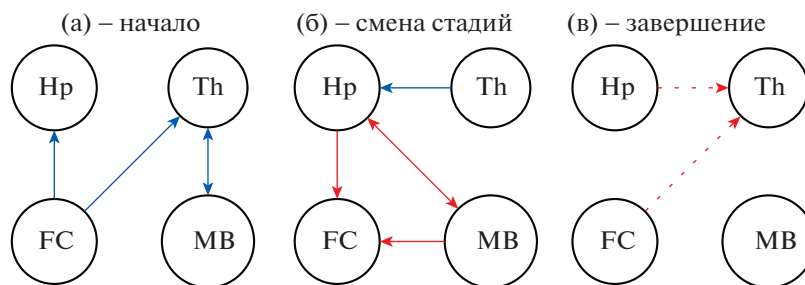 (а) – начало (б) – смена стадий (в) – завершение
Hp Th Hp Th Hp Th
FC MB FC MB FC MB